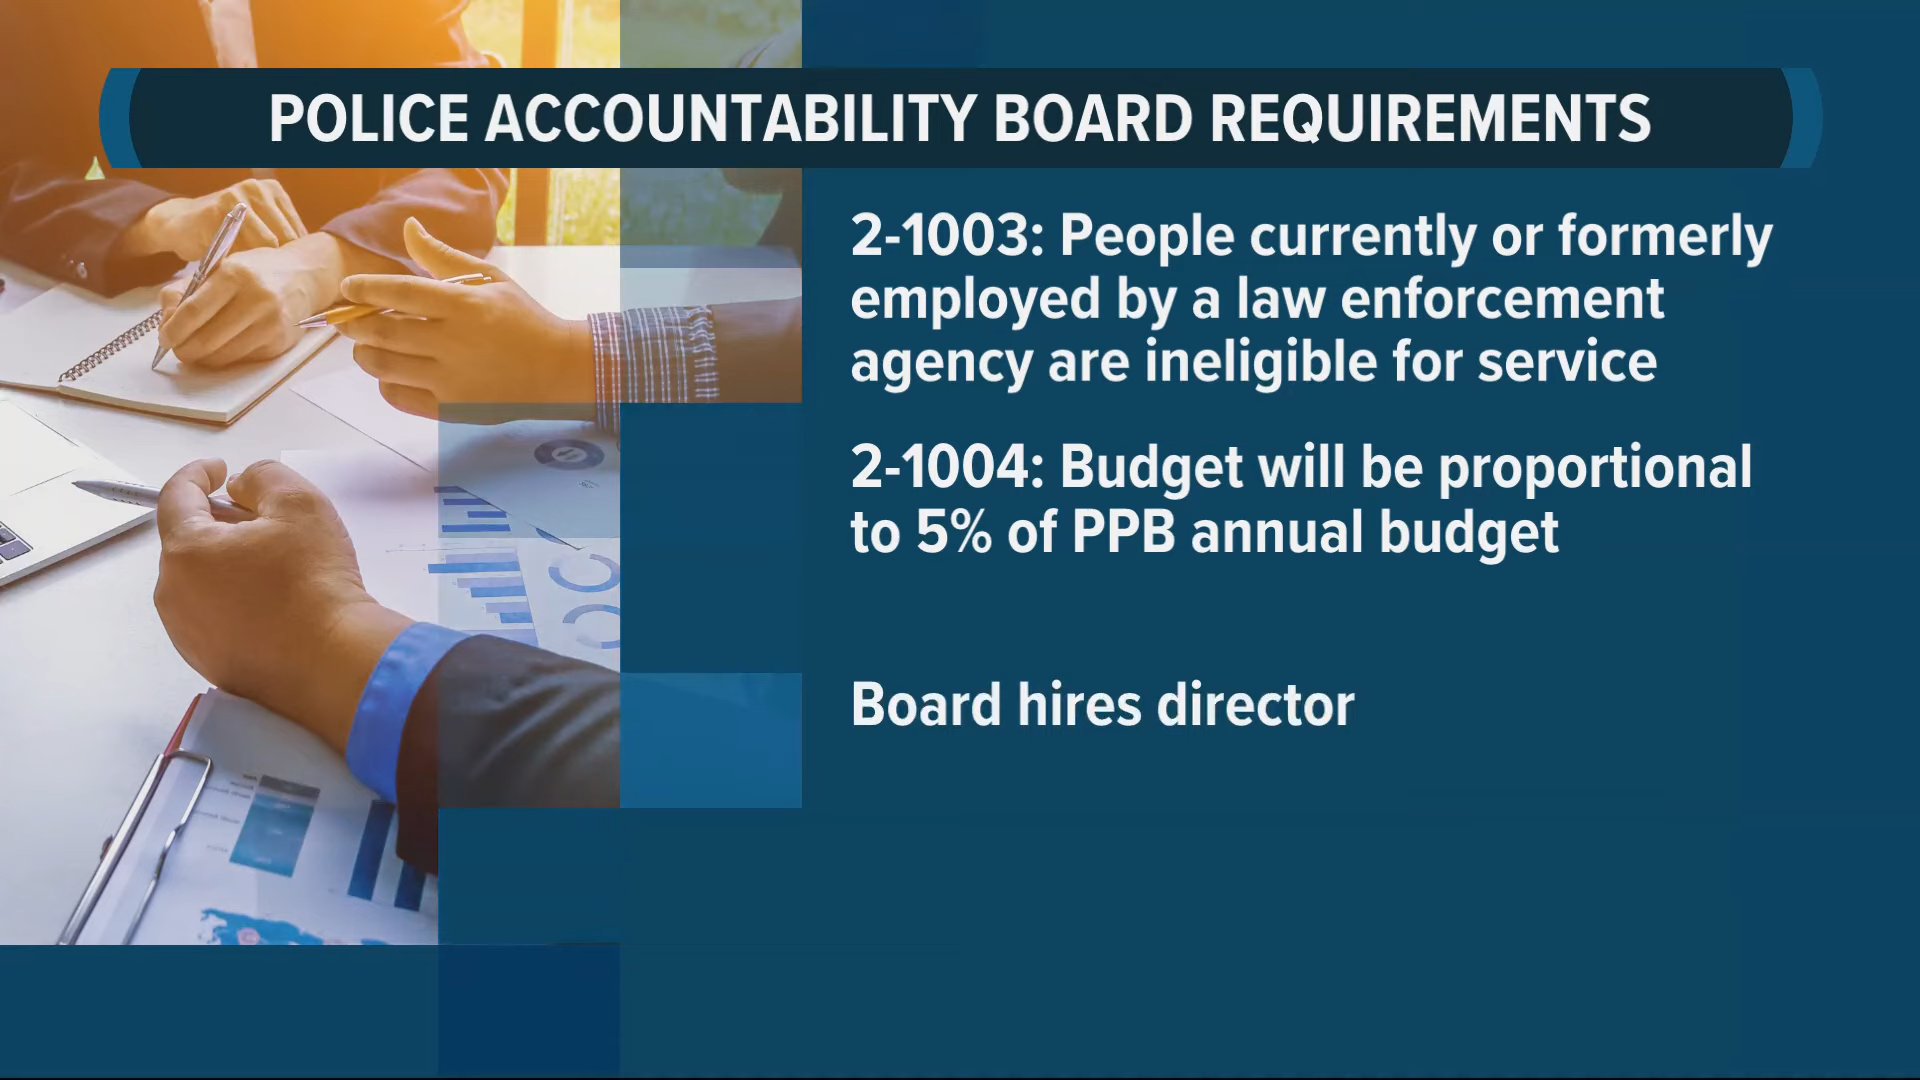 POLICE ACCOUNTABILITY BOARD REQUIREMENTS
2-1003: People currently or formerly
employed by a law enforcement
agency are ineligible for service
2-1004: Budget will be proportional
to 5% of PPB annual budget
Board hires director